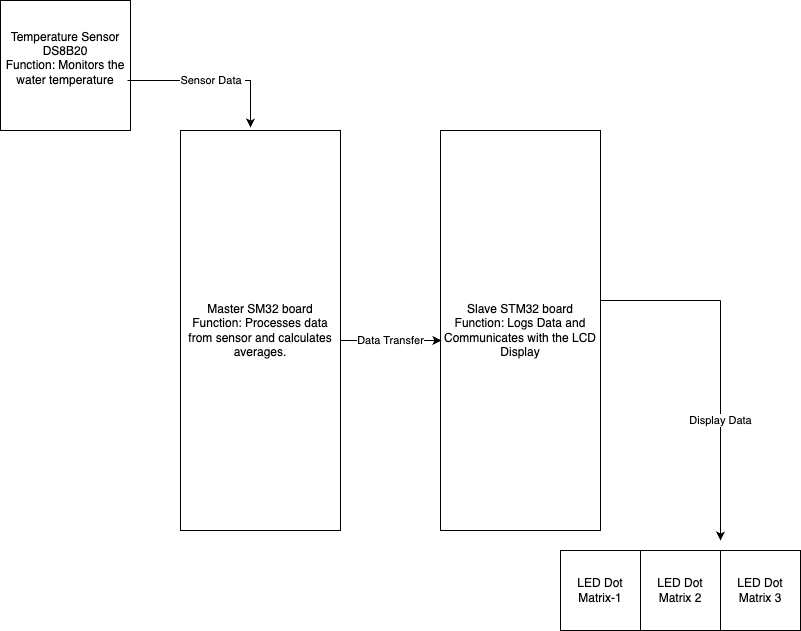 Temperature Sensor
DS8B20
Function: Monitors the
water temperature
Sensor Data
Master SM32 board
Function: Processes data
from sensor and calculates
averages.
Data Transfer
Slave STM32 board
Function: Logs Data and
Communicates with the LCD
Display
Display Data
LED Dot
Matrix-1
LED Dot
Matrix 2
LED Dot
Matrix 3